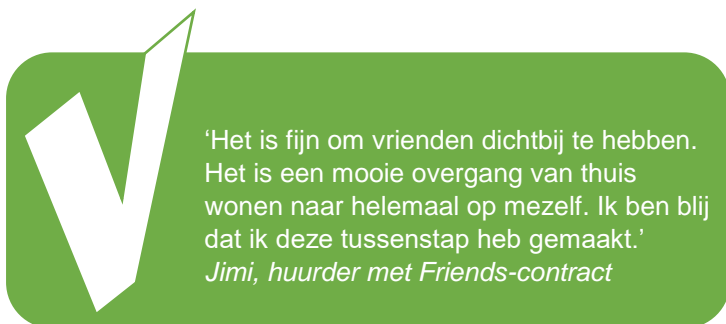 ‘Het is fijn om vrienden dichtbij te hebben.
Het is een mooie overgang van thuis
wonen naar helemaal op mezelf. Ik ben blij
dat ik deze tussenstap heb gemaakt.’
Jimi, huurder met Friends-contract